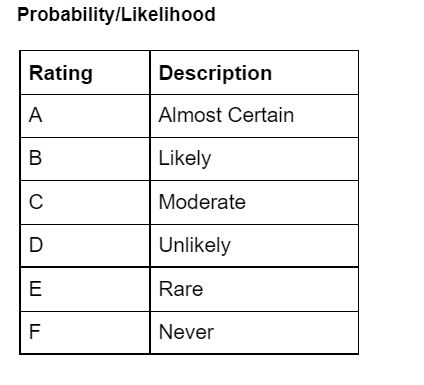 Probability/Likelihood
Rating Description
A Almost Certain
B Likely
C Moderate
D Unlikely
E Rare
F Never